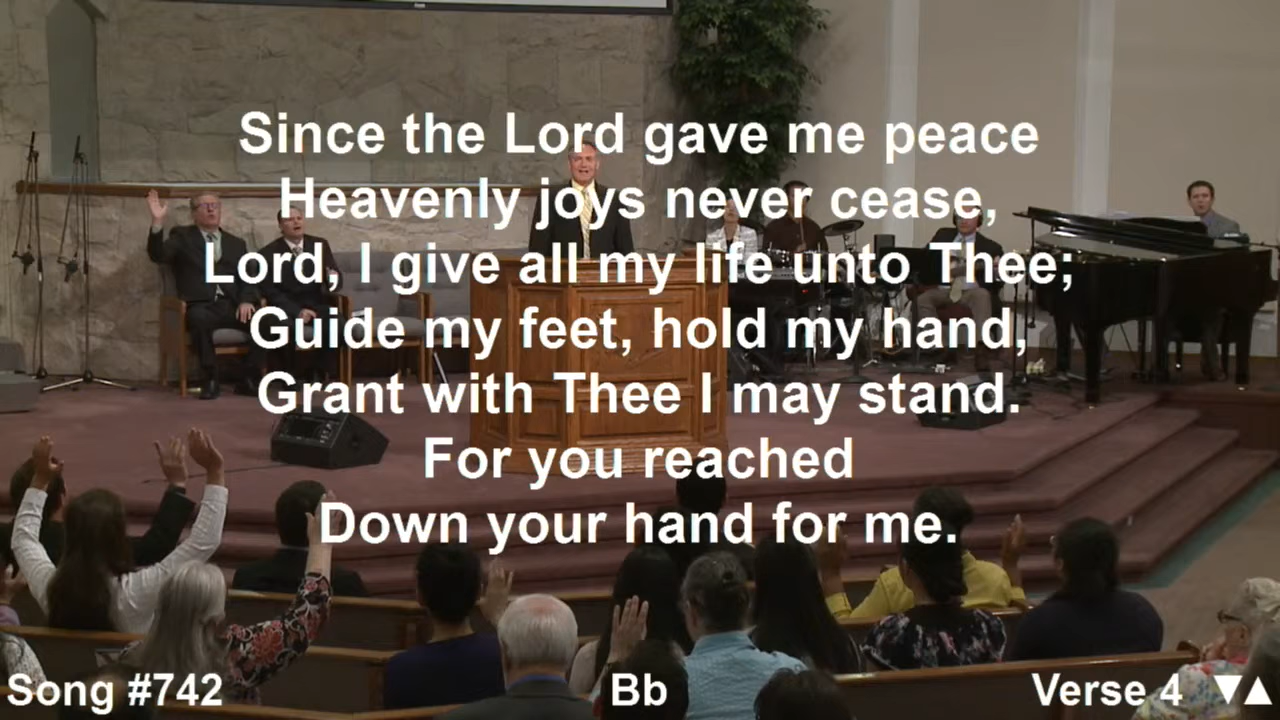 Since the Lord gave me peace
Heavenly joys never cease,
Lord, I give all my life unto Thee;
Guide my feet, hold my hand,
Grant with Thee I may stand.
For you reached
Down your hand for me.
Song #742 Bb Verse 4 ▼▲